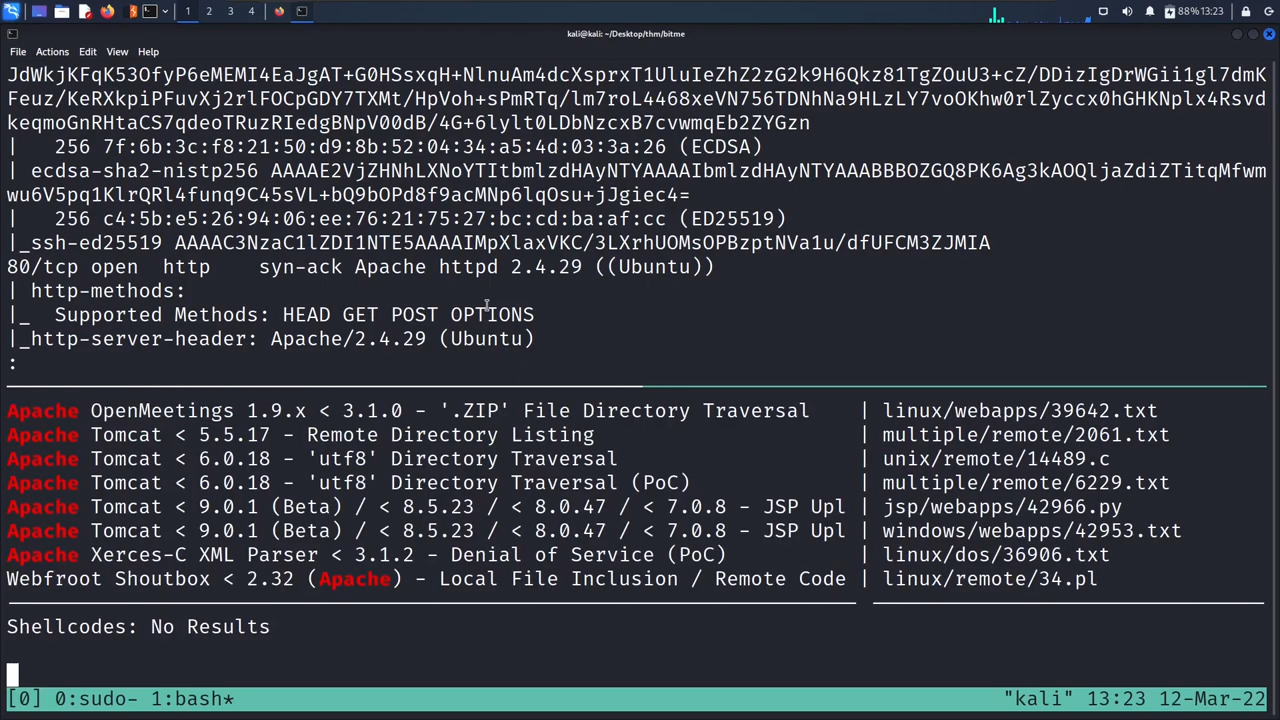 88% 13:23
1 2 3 4
kali@kali: ~/Desktop/thm/bitme
File Actions Edit View Help
JdWkjKFqK53OfyP6eMEMI4EaJgAT+G0HSsxqH+NlnuAm4dcXsprxT1UluIeZhZ2zG2k9H6Qkz81TgZOuU3+cZ/DDizIgDrWGii1gl7dmK
Feuz/KeRXkpiPFuvXj2rlFOCpGDY7TXMt/HpVoh+sPmRTq/lm7roL4468xeVN756TDNhNa9HLzLY7voOKhw0rlZyccx0hGHKNplx4Rsvd
keqmoGnRHtaCS7qdeoTRuzRIedgBNpV00dB/4G+6lylt0LDbNzcxB7cvwmqEb2ZYGzn
| 256 7f:6b:3c:f8:21:50:d9:8b:52:04:34:a5:4d:03:3a:26 (ECDSA)
| ecdsa-sha2-nistp256 AAAAE2VjZHNhLXNoYTItbmlzdHAyNTYAAAAIbmlzdHAyNTYAAABBBOZGQ8PK6Ag3kAOQljaZdiZTitqMfwm
wu6V5pq1KlrQRl4funq9C45sVL+bQ9bOPd8f9acMNp6lqOsu+jJgiec4=
| 256 c4:5b:e5:26:94:06:ee:76:21:75:27:bc:cd:ba:af:cc (ED25519)
|_ssh-ed25519 AAAAC3NzaC1lZDI1NTE5AAAAIMpXlaxVKC/3LXrhUOMsOPBzptNVa1u/dfUFCM3ZJMIA
80/tcp open http syn-ack Apache httpd 2.4.29 ((Ubuntu))
| http-methods:
|_ Supported Methods: HEAD GET POST OPTIONS
|_http-server-header: Apache/2.4.29 (Ubuntu)
:
Apache OpenMeetings 1.9.x < 3.1.0 - '.ZIP' File Directory Traversal | linux/webapps/39642.txt
Apache Tomcat < 5.5.17 - Remote Directory Listing | multiple/remote/2061.txt
Apache Tomcat < 6.0.18 - 'utf8' Directory Traversal | unix/remote/14489.c
Apache Tomcat < 6.0.18 - 'utf8' Directory Traversal (PoC) | multiple/remote/6229.txt
Apache Tomcat < 9.0.1 (Beta) / < 8.5.23 / < 8.0.47 / < 7.0.8 - JSP Upl | jsp/webapps/42966.py
Apache Tomcat < 9.0.1 (Beta) / < 8.5.23 / < 8.0.47 / < 7.0.8 - JSP Upl | windows/webapps/42953.txt
Apache Xerces-C XML Parser < 3.1.2 - Denial of Service (PoC) | linux/dos/36906.txt
Webfroot Shoutbox < 2.32 (Apache) - Local File Inclusion / Remote Code | linux/remote/34.pl
Shellcodes: No Results
[0] 0:sudo- 1:bash* "kali" 13:23 12-Mar-22